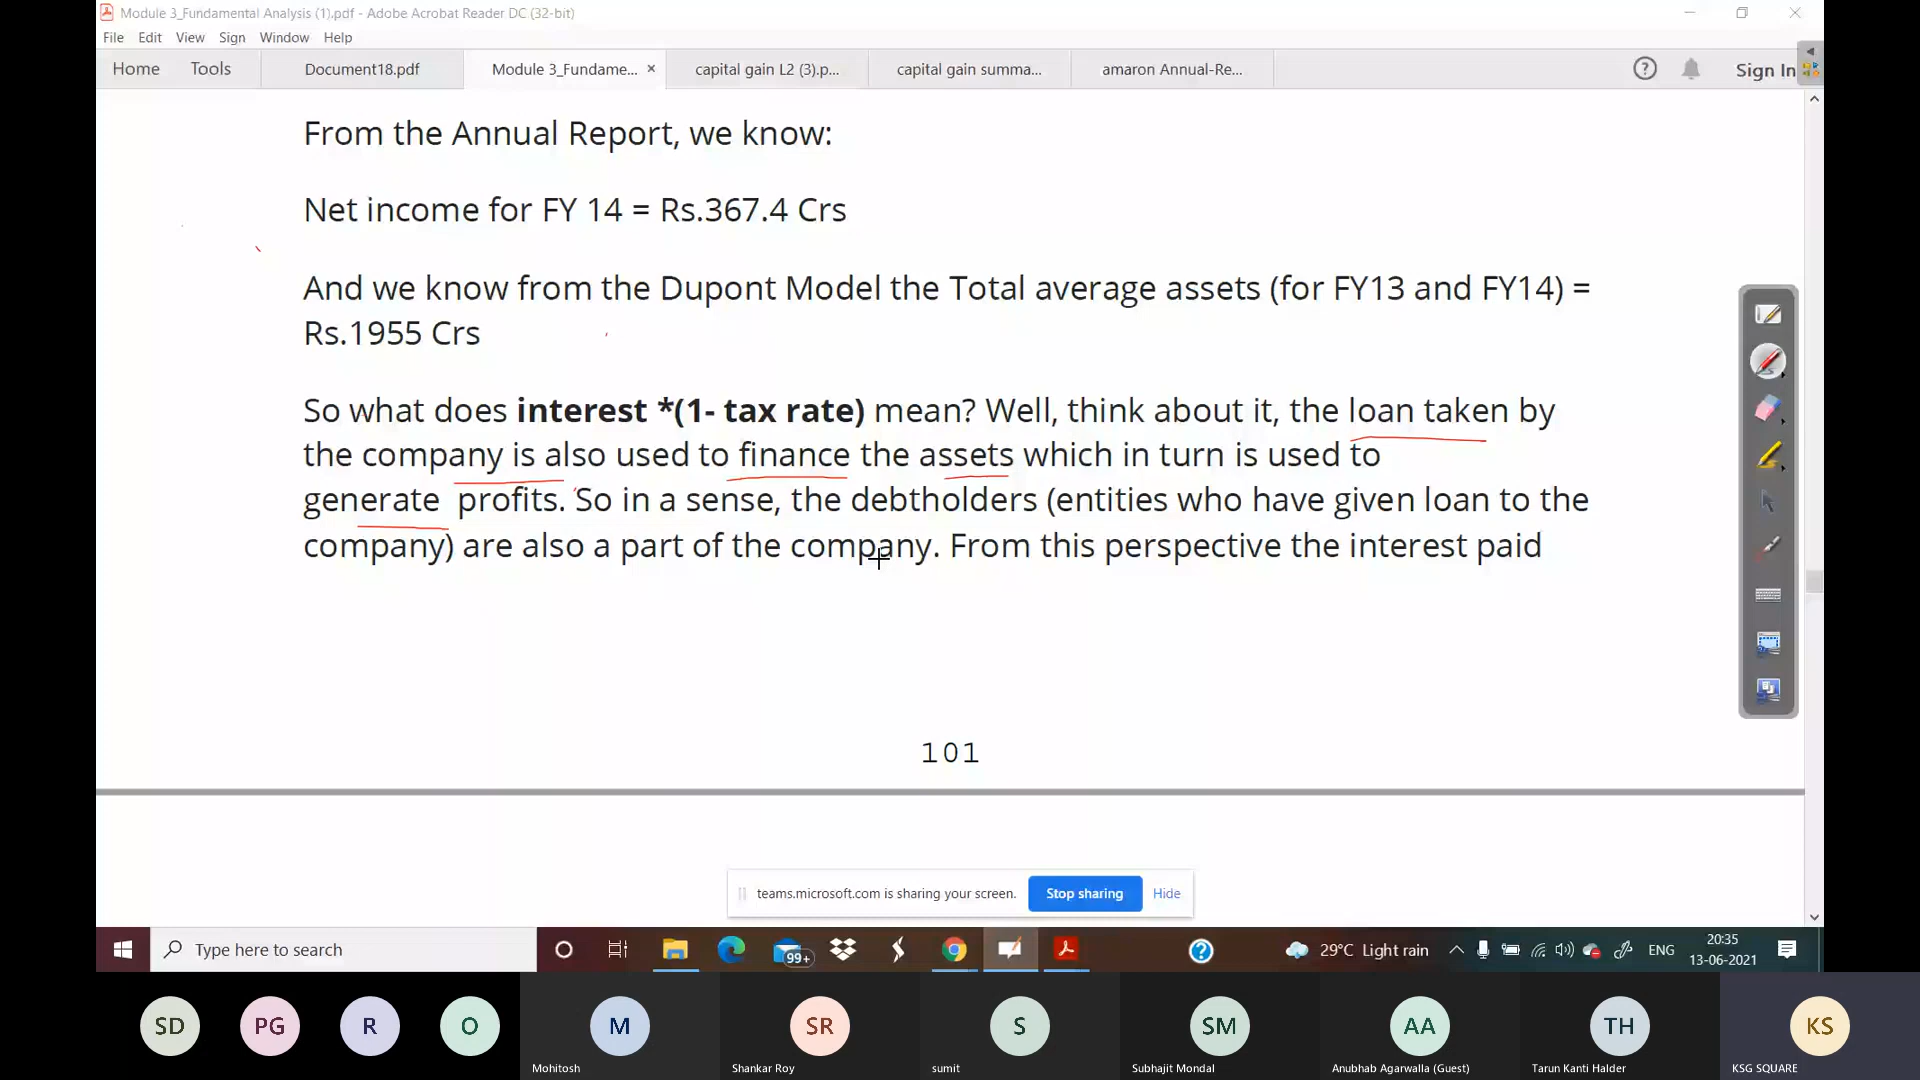 Module 3_Fundamental Analysis (1).pdf - Adobe Acrobat Reader DC (32-bit)
File Edit View Sign Window Help
Home Tools Document18.pdf Module 3_Fundame... × capital gain L2 (3).p... capital gain summa... amaron Annual-Re... Sign In
From the Annual Report, we know:
Net income for FY 14 = Rs.367.4 Crs
And we know from the Dupont Model the Total average assets (for FY13 and FY14) =
Rs.1955 Crs
So what does interest *(1- tax rate) mean? Well, think about it, the loan taken by
the company is also used to finance the assets which in turn is used to
generate profits. So in a sense, the debtholders (entities who have given loan to the
company) are also a part of the company. From this perspective the interest paid
101
teams.microsoft.com is sharing your screen. Stop sharing Hide
Type here to search 99+ 29°C Light rain ENG 20:35
13-06-2021
SD PG R O M SR S SM AA TH KS
Mohitosh Shankar Roy sumit Subhajit Mondal Anubhab Agarwalla (Guest) Tarun Kanti Halder KSG SQUARE